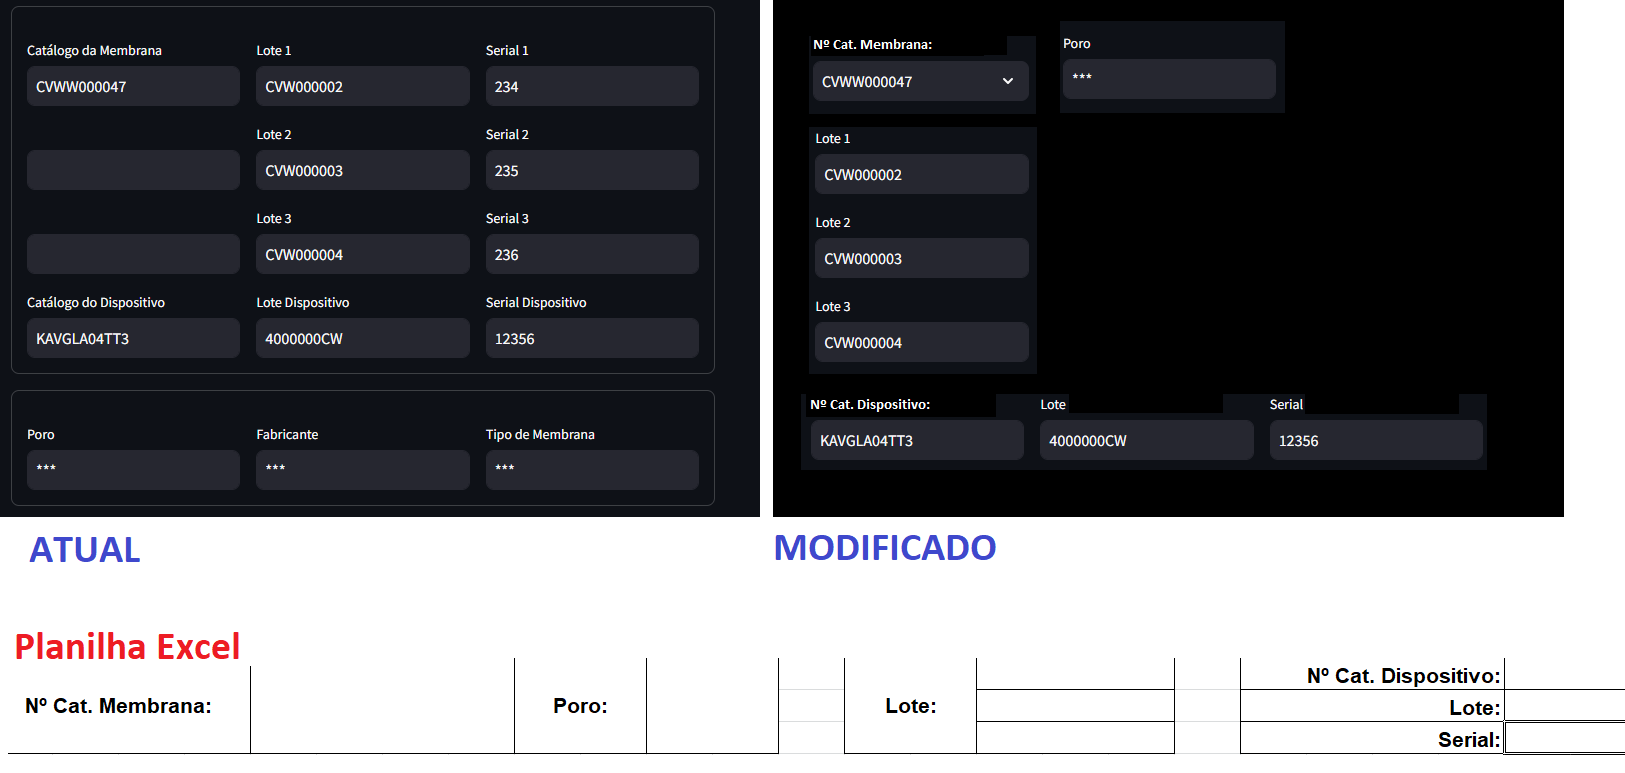 Catálogo da Membrana Lote 1 Serial 1
CVWW000047 CVW000002 234
Lote 2 Serial 2
CVW000003 235
Lote 3 Serial 3
CVW000004 236
Catálogo do Dispositivo Lote Dispositivo Serial Dispositivo
KAVGLA04TT3 4000000CW 12356
Poro Fabricante Tipo de Membrana
*** *** ***
ATUAL
Nº Cat. Membrana: Poro
CVWW000047 ***
Lote 1
CVW000002
Lote 2
CVW000003
Lote 3
CVW000004
Nº Cat. Dispositivo: Lote Serial
KAVGLA04TT3 4000000CW 12356
MODIFICADO
Planilha Excel
Nº Cat. Membrana: Poro: Lote: Nº Cat. Dispositivo:
Lote:
Serial: